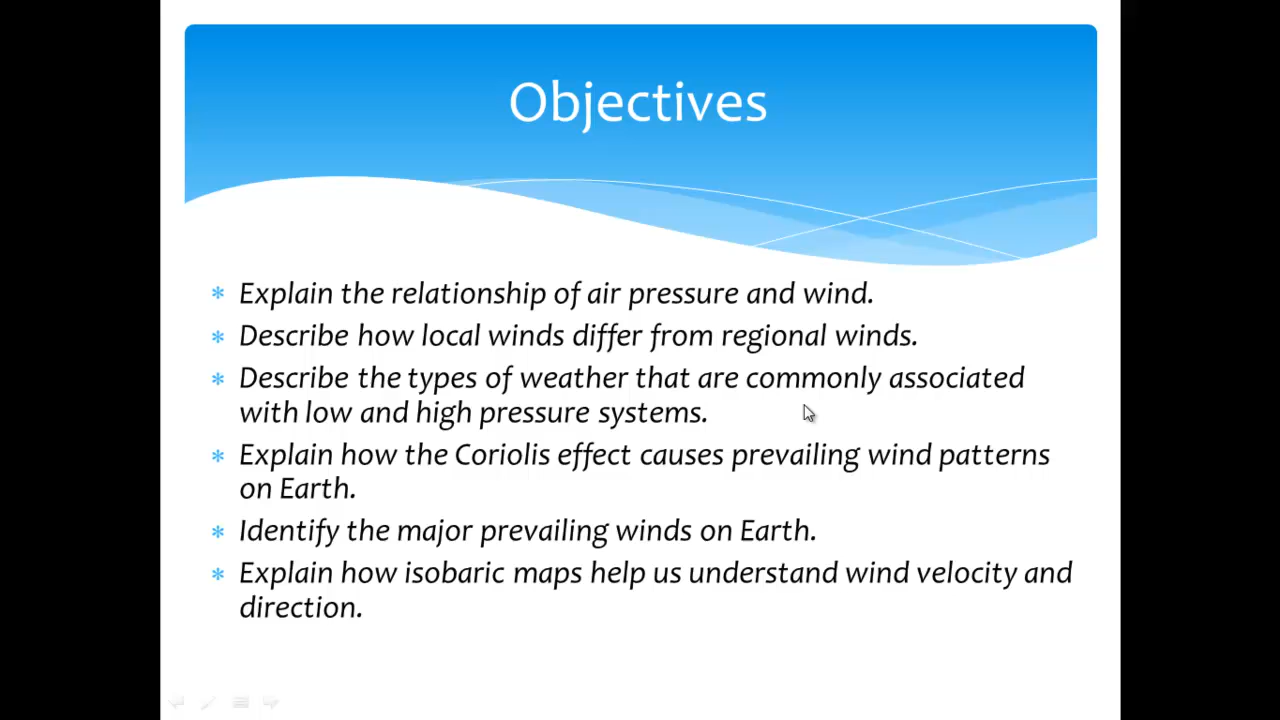 Objectives
* Explain the relationship of air pressure and wind.
* Describe how local winds differ from regional winds.
* Describe the types of weather that are commonly associated
with low and high pressure systems.
* Explain how the Coriolis effect causes prevailing wind patterns
on Earth.
* Identify the major prevailing winds on Earth.
* Explain how isobaric maps help us understand wind velocity and
direction.